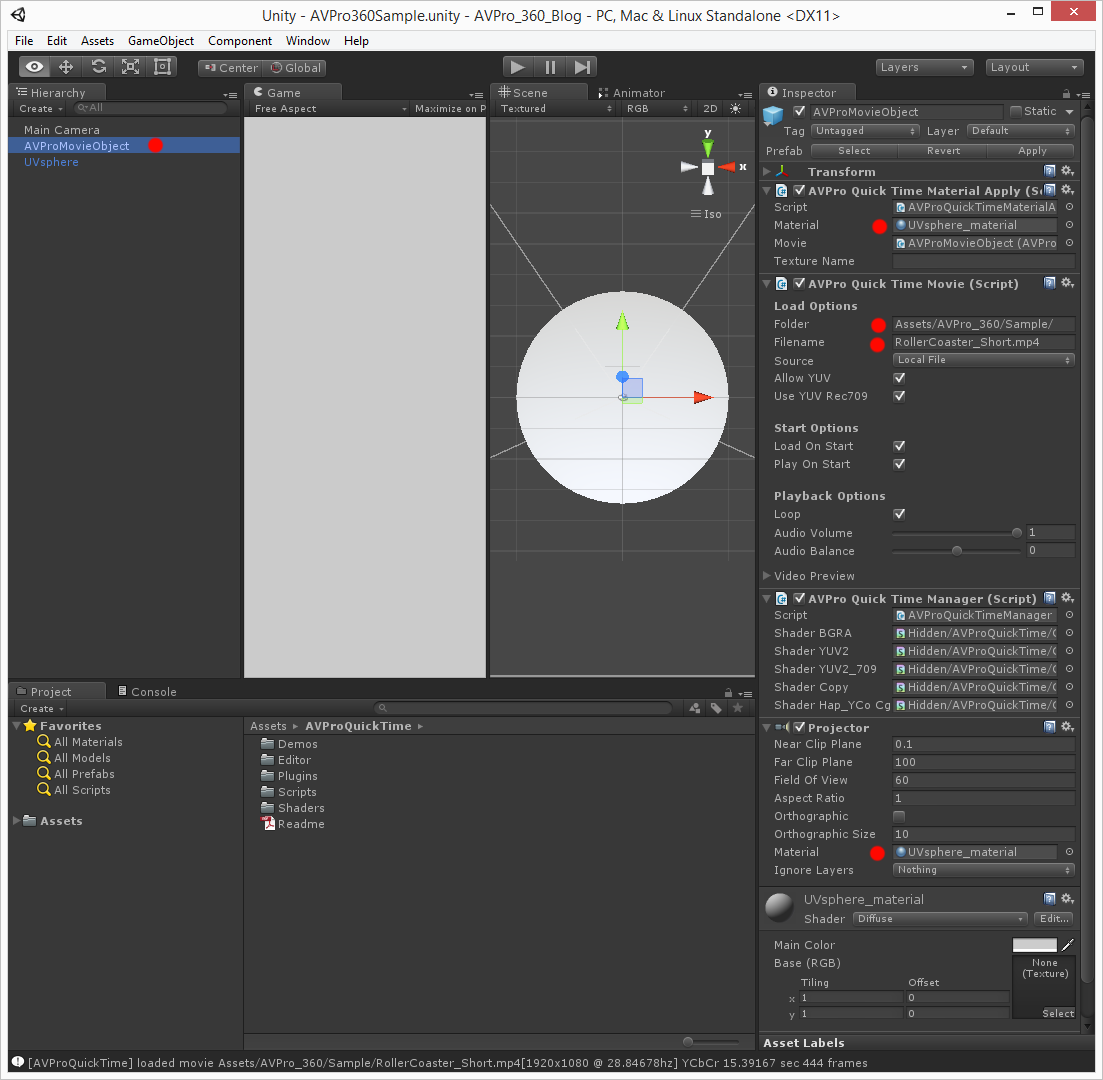 Unity - AVPro360Sample.unity - AVPro_360_Blog - PC, Mac & Linux Standalone <DX11>
File Edit Assets GameObject Component Window Help
Center Global Layers Layout
Hierarchy
Create All
Main Camera
AVProMovieObject
UVsphere
Game
Free Aspect Maximize on P
Scene Animator
Textured RGB 2D
y
x
Iso
Inspector
AVProMovieObject Static
Tag Untagged Layer Default
Prefab Select Revert Apply
Transform
AVPro Quick Time Material Apply (Sc
Script AVProQuickTimeMaterialA
Material UVsphere_material
Movie AVProMovieObject (AVPro
Texture Name
AVPro Quick Time Movie (Script)
Load Options
Folder Assets/AVPro_360/Sample/
Filename RollerCoaster_Short.mp4
Source Local File
Allow YUV
Use YUV Rec709
Start Options
Load On Start
Play On Start
Playback Options
Loop
Audio Volume 1
Audio Balance 0
Video Preview
AVPro Quick Time Manager (Script)
Script AVProQuickTimeManager
Shader BGRA Hidden/AVProQuickTime/C
Shader YUV2 Hidden/AVProQuickTime/C
Shader YUV2_709 Hidden/AVProQuickTime/C
Shader Copy Hidden/AVProQuickTime/C
Shader Hap_YCo Cg Hidden/AVProQuickTime/C
Projector
Near Clip Plane 0.1
Far Clip Plane 100
Field Of View 60
Aspect Ratio 1
Orthographic
Orthographic Size 10
Material UVsphere_material
Ignore Layers Nothing
UVsphere_material
Shader Diffuse Edit...
Main Color
Base (RGB) None
(Texture)
Tiling Offset
x 1 0
y 1 0 Select
Asset Labels
Project Console
Create
Favorites
All Materials
All Models
All Prefabs
All Scripts
Assets
Assets AVProQuickTime
Demos
Editor
Plugins
Scripts
Shaders
Readme
[AVProQuickTime] loaded movie Assets/AVPro_360/Sample/RollerCoaster_Short.mp4[1920x1080 @ 28.84678hz] YCbCr 15.39167 sec 444 frames